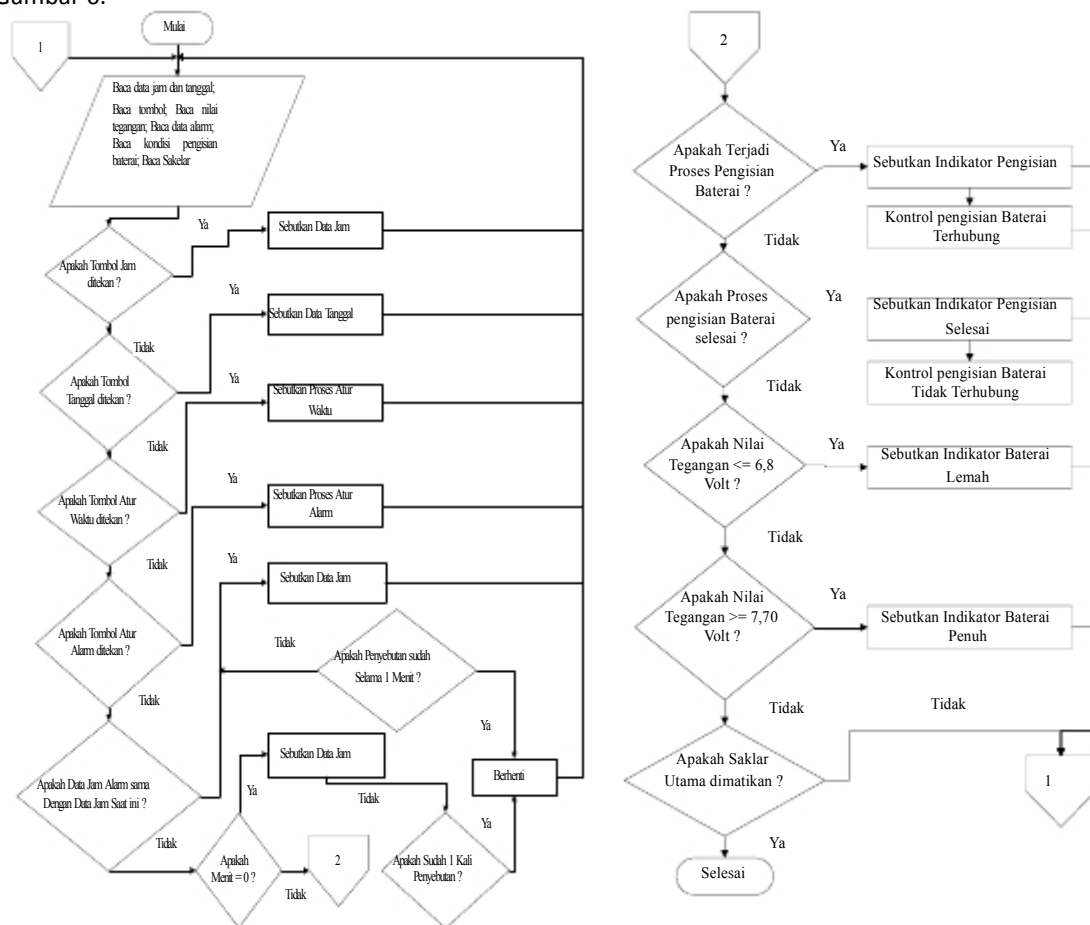 Gambar 6.
1
Mulai
Baca data jam dan tanggal;
Baca tombol; Baca nilai
tegangan; Baca data alarm;
Baca kondisi pengisian
baterai; Baca Sakelar
Apakah Tombol Jam
ditekan ?
Ya
Sebutkan Data Jam
Tidak
Apakah Tombol
Tanggal ditekan ?
Ya
Sebutkan Data Tanggal
Tidak
Apakah Tombol Atur
Waktu ditekan ?
Ya
Sebutkan Proses Atur
Waktu
Tidak
Apakah Tombol Atur
Alarm ditekan ?
Ya
Sebutkan Proses Atur
Alarm
Tidak
Apakah Data Jam Alarm sama
Dengan Data Jam Saat ini ?
Ya
Sebutkan Data Jam
Tidak
Apakah Penyebutan sudah
Selama 1 Menit ?
Ya
Tidak
Apakah
Menit = 0 ?
Ya
Sebutkan Data Jam
Tidak
Apakah Sudah 1 Kali
Penyebutan ?
Ya
Berhenti
Tidak
2
2
Apakah Terjadi
Proses Pengisian
Baterai ?
Ya
Sebutkan Indikator Pengisian
Kontrol pengisian Baterai
Terhubung
Tidak
Apakah Proses
pengisian Baterai
selesai ?
Ya
Sebutkan Indikator Pengisian
Selesai
Kontrol pengisian Baterai
Tidak Terhubung
Tidak
Apakah Nilai
Tegangan <= 6,8
Volt ?
Ya
Sebutkan Indikator Baterai
Lemah
Tidak
Apakah Nilai
Tegangan >= 7,70
Volt ?
Ya
Sebutkan Indikator Baterai
Penuh
Tidak
Apakah Saklar
Utama dimatikan ?
Tidak
1
Ya
Selesai